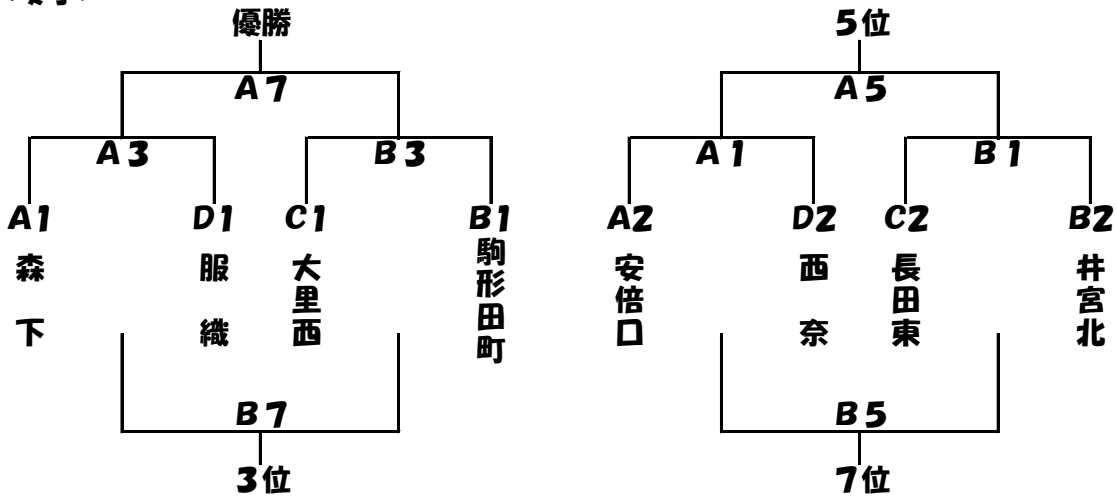 優勝 5位
A7 A5
A3 B3 A1 B1
A1 D1 C1 B1 A2 D2 C2 B2
森下 服織 大里西 駒形田町 安倍口 西奈 長田東 井宮北
B7 B5
3位 7位